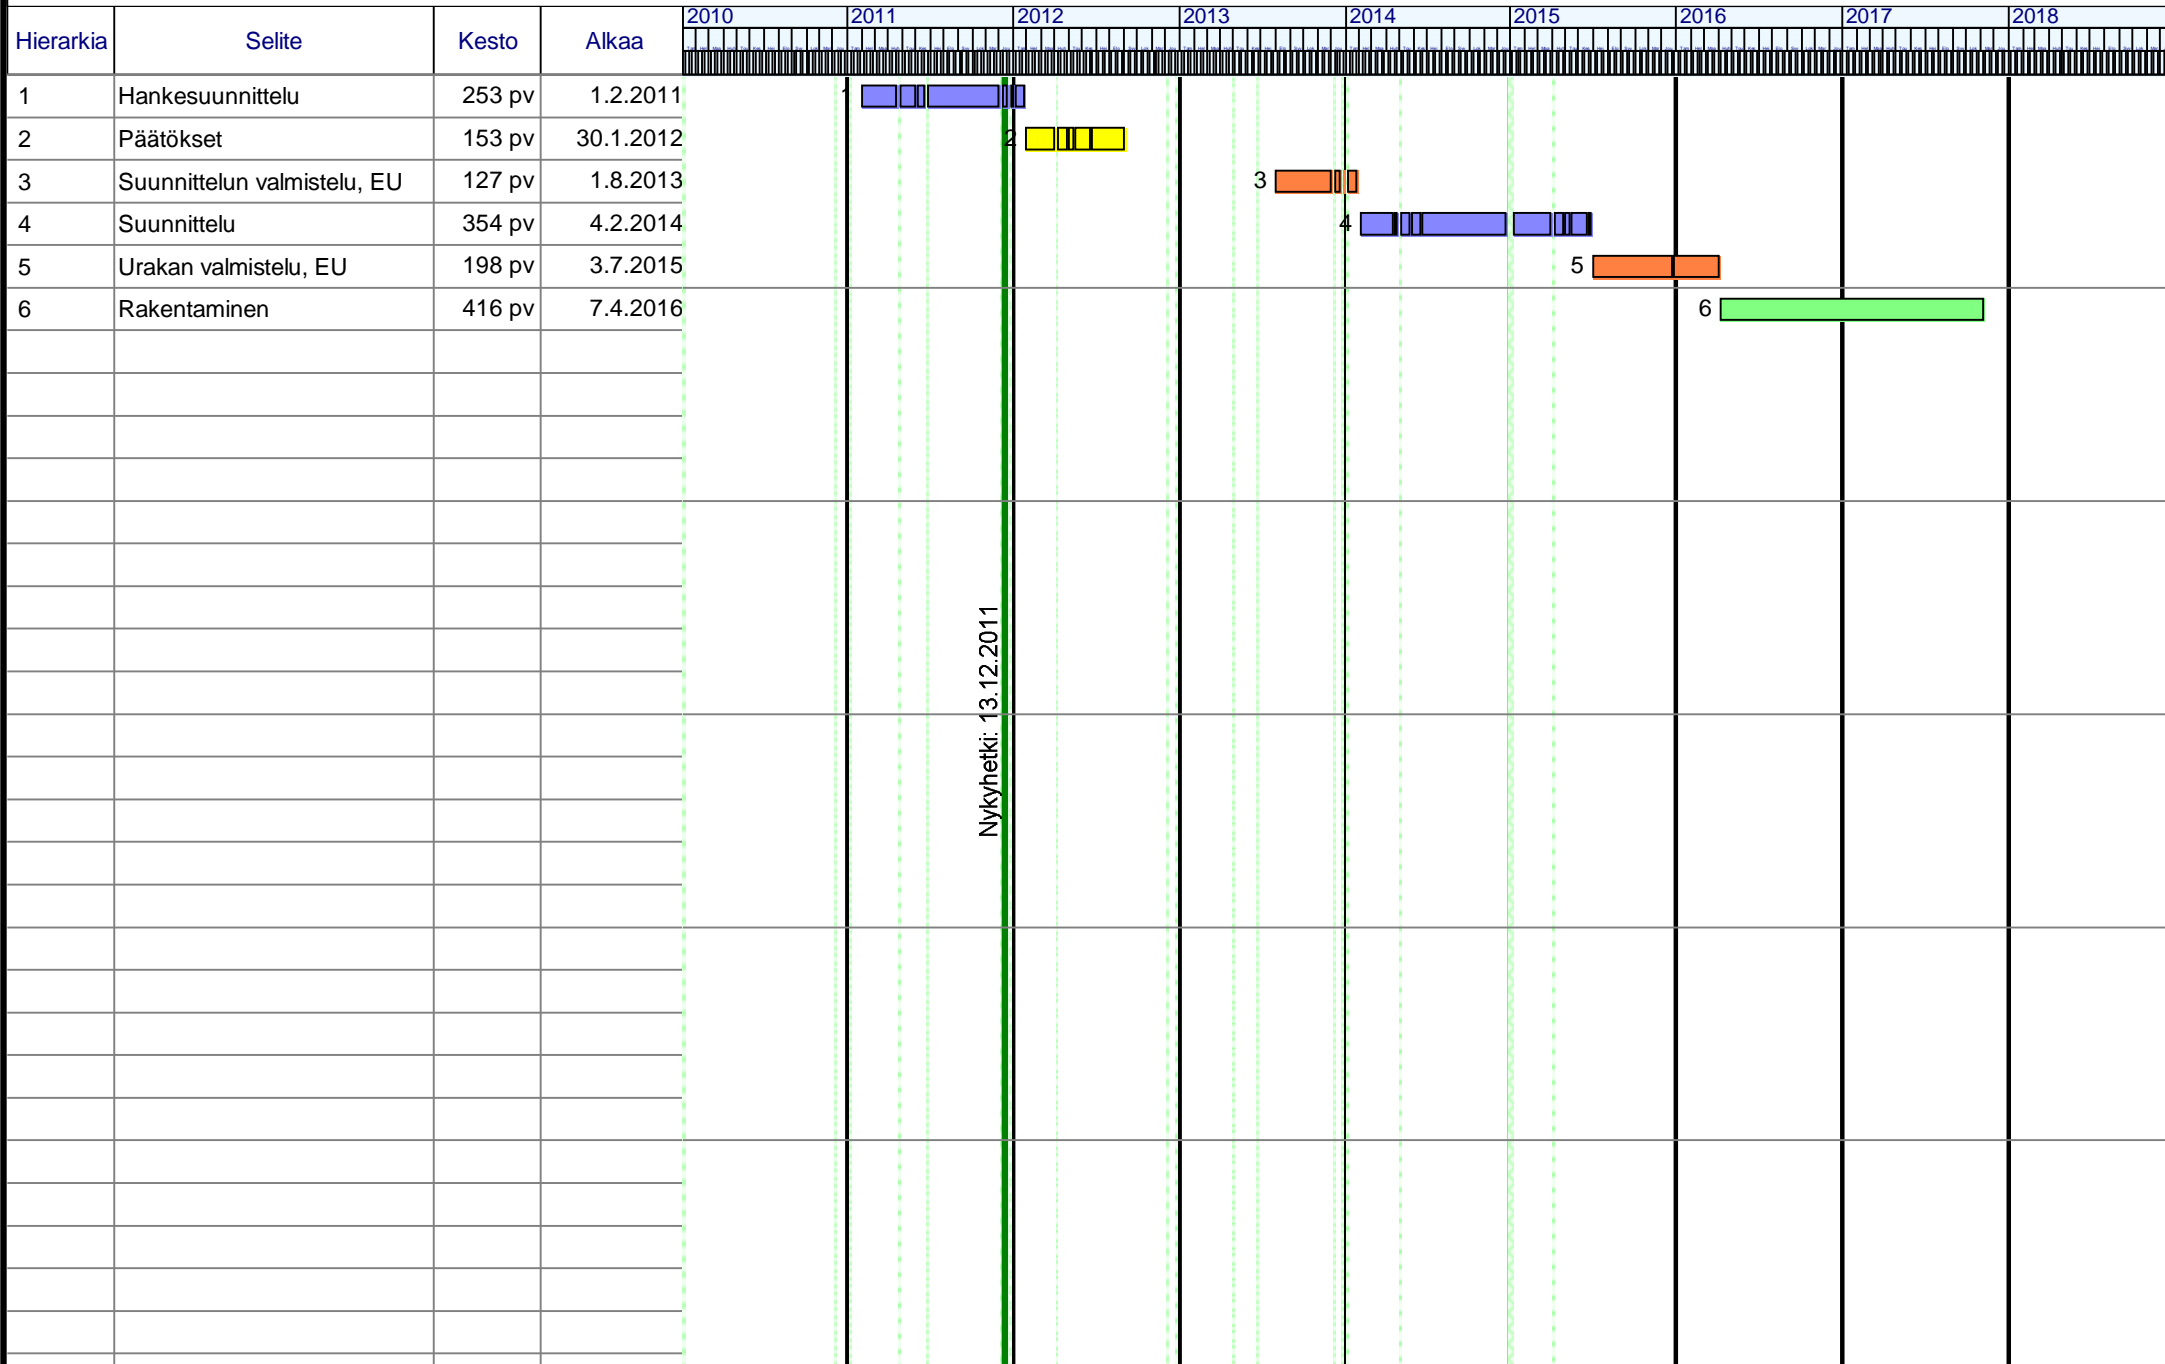 2010 2011 2012 2013 2014 2015 2016 2017 2018
Hierarkia Selite Kesto Alkaa
1 Hankesuunnittelu 253 pv 1.2.2011 1
2 Päätökset 153 pv 30.1.2012 2
3 Suunnittelun valmistelu, EU 127 pv 1.8.2013 3
4 Suunnittelu 354 pv 4.2.2014 4
5 Urakan valmistelu, EU 198 pv 3.7.2015 5
6 Rakentaminen 416 pv 7.4.2016 6
Nykyhetki: 13.12.2011